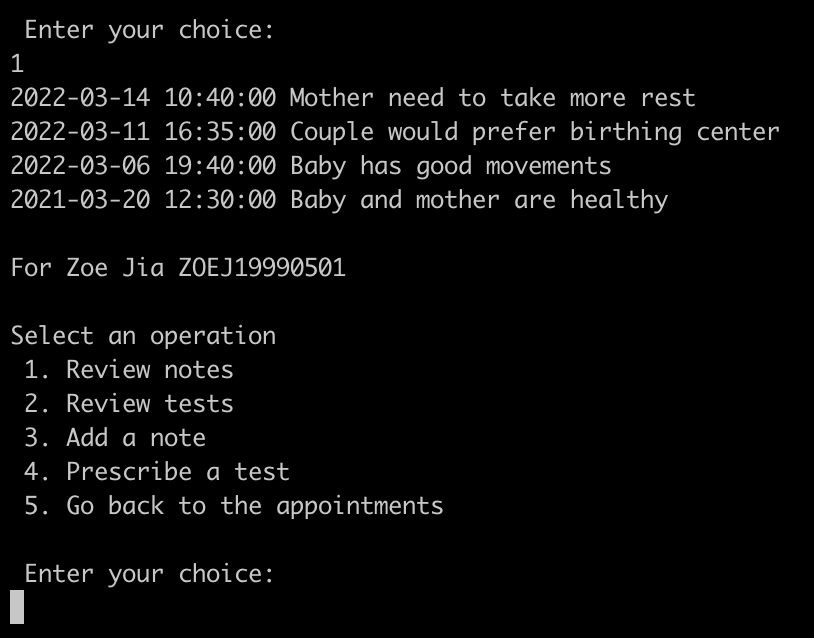 Enter your choice:
1
2022-03-14 10:40:00 Mother need to take more rest
2022-03-11 16:35:00 Couple would prefer birthing center
2022-03-06 19:40:00 Baby has good movements
2021-03-20 12:30:00 Baby and mother are healthy
For Zoe Jia ZOEJ19990501
Select an operation
1. Review notes
2. Review tests
3. Add a note
4. Prescribe a test
5. Go back to the appointments
Enter your choice: